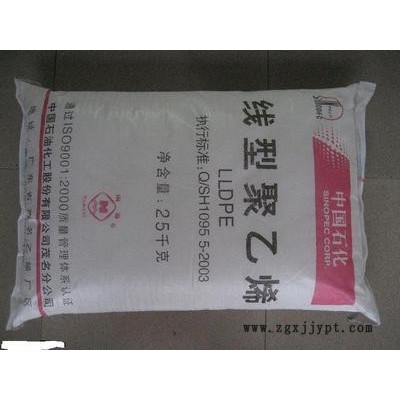 Sinopec
中国石化
SINOPEC CORP.
线型聚乙烯
LLDPE
执行标准:Q/SH1095 5-2003
净含量:25千克
通过ISO9001:2000质量管理体系认证
中国石油化工股份有限公司茂名分公司
www.zgxjjypt.com